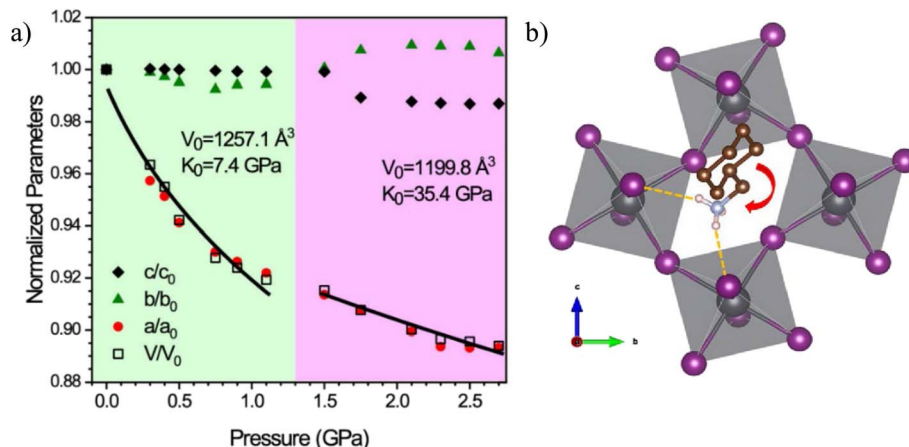 a)
b)
Normalized Parameters
1.02
1.00
0.98
0.96
0.94
0.92
0.90
0.88
V₀=1257.1 Å³
K₀=7.4 GPa
V₀=1199.8 Å³
K₀=35.4 GPa
c/c₀
b/b₀
a/a₀
V/V₀
0.0 0.5 1.0 1.5 2.0 2.5
Pressure (GPa)
c
b